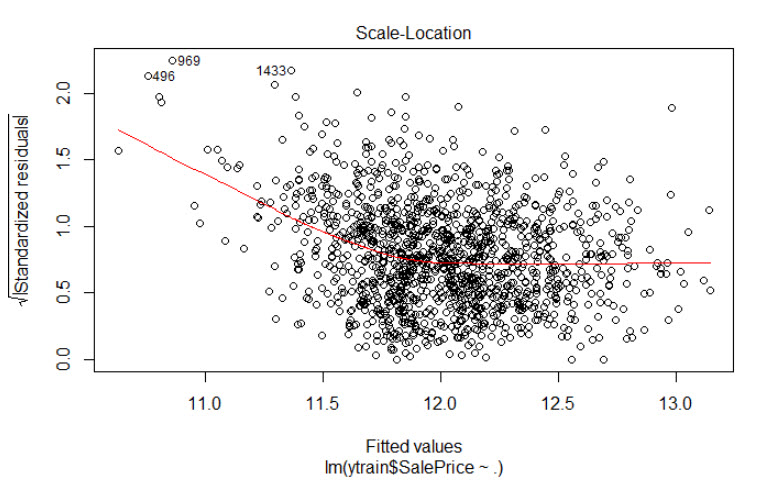 Scale-Location
969
496
1433
√|Standardized residuals|
2.0
1.5
1.0
0.5
0.0
11.0 11.5 12.0 12.5 13.0
Fitted values
lm(ytrain$SalePrice ~ .)